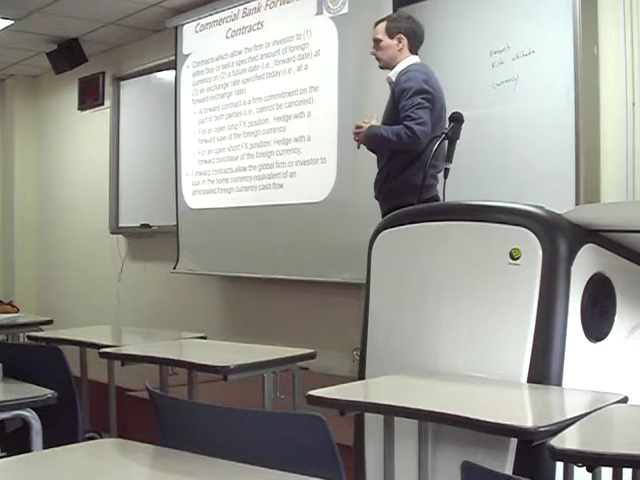 Commercial Bank Forward
Contracts
• Contracts which allow the firm or investor to (1)
either buy or sell a specified amount of foreign
currency on (2) a future date (i.e., forward date) at
(3) an exchange rate specified today (i.e., at a
forward exchange rate)
– A forward contract is a firm commitment on the
part of both parties (i.e., cannot be canceled)
– For an open long FX position: Hedge with a
forward sale of the foreign currency.
– For an open short FX position: Hedge with a
forward purchase of the foreign currency.
• Forward contracts allow the global firm or investor to
lock in the home currency equivalent of an
anticipated foreign currency cash flow
Risk attitude
currency